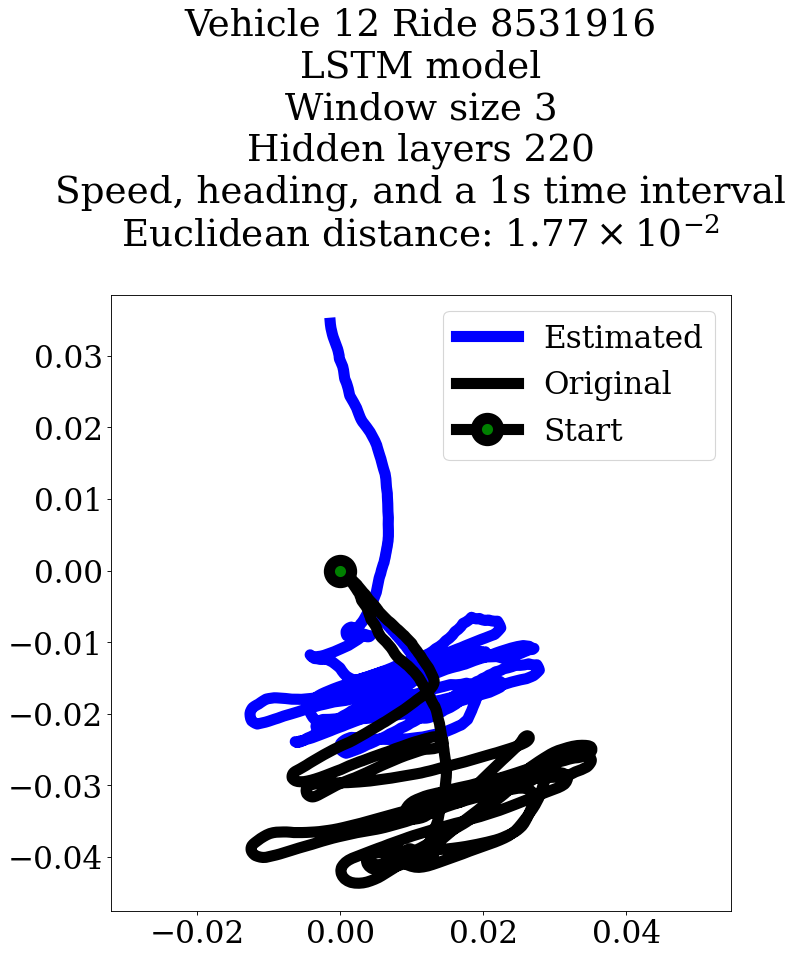 Vehicle 12 Ride 8531916
LSTM model
Window size 3
Hidden layers 220
Speed, heading, and a 1s time interval
Euclidean distance: 1.77 × 10⁻²
Estimated
Original
Start
0.03
0.02
0.01
0.00
−0.01
−0.02
−0.03
−0.04
−0.02 0.00 0.02 0.04